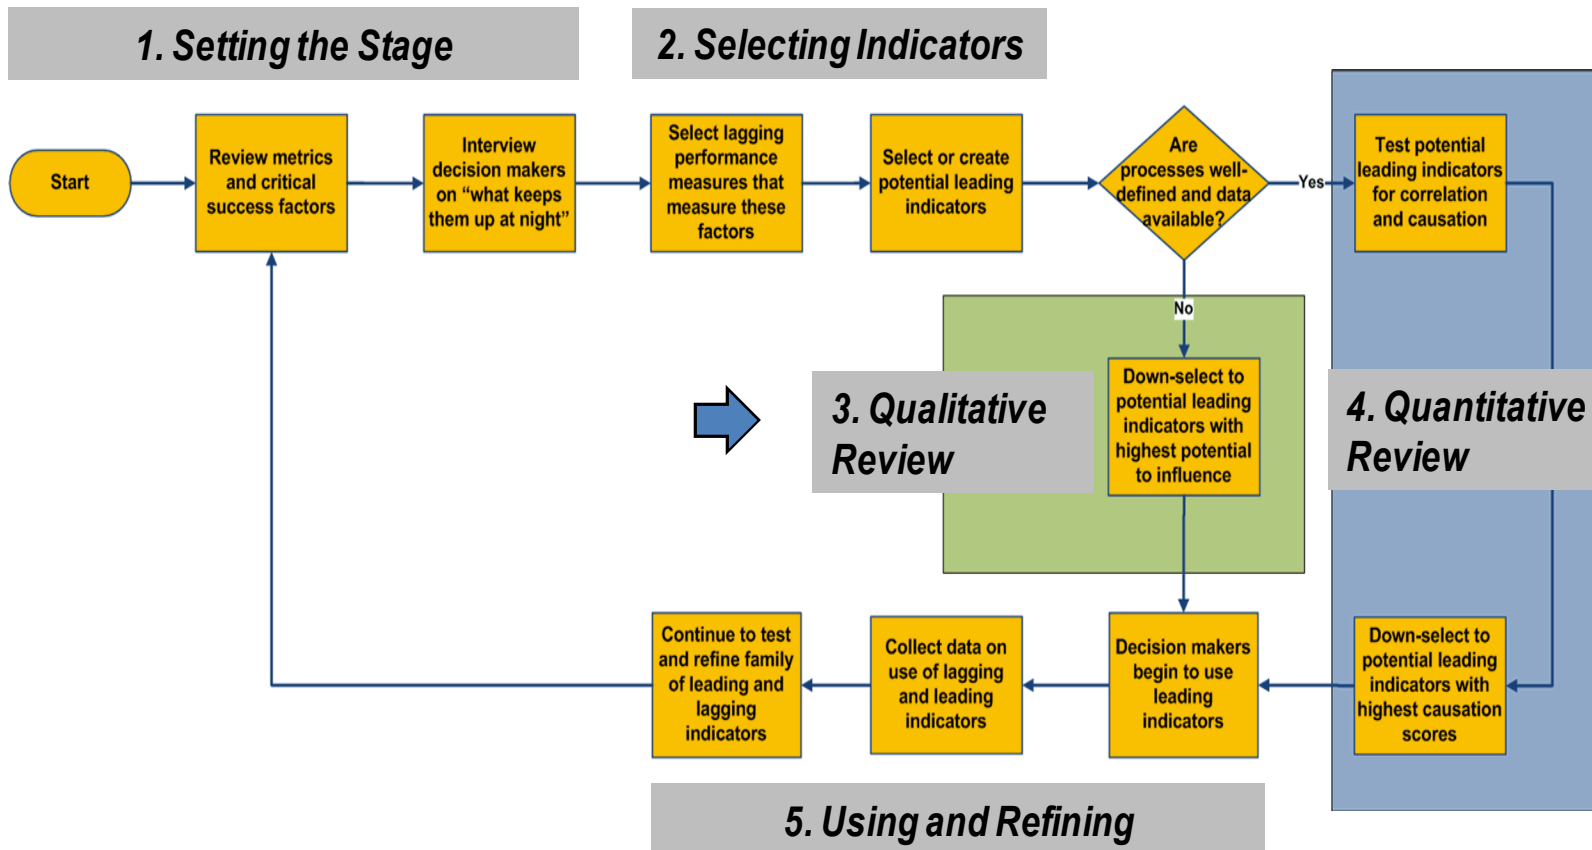 1. Setting the Stage
2. Selecting Indicators
Start
Review metrics
and critical
success factors
Interview
decision makers
on “what keeps
them up at night”
Select lagging
performance
measures that
measure these
factors
Select or create
potential leading
indicators
Are
processes well-
defined and data
available?
Yes
Test potential
leading indicators
for correlation
and causation
No
3. Qualitative
Review
Down-select to
potential leading
indicators with
highest potential
to influence
4. Quantitative
Review
Continue to test
and refine family
of leading and
lagging
indicators
Collect data on
use of lagging
and leading
indicators
Decision makers
begin to use
leading
indicators
Down-select to
potential leading
indicators with
highest causation
scores
5. Using and Refining